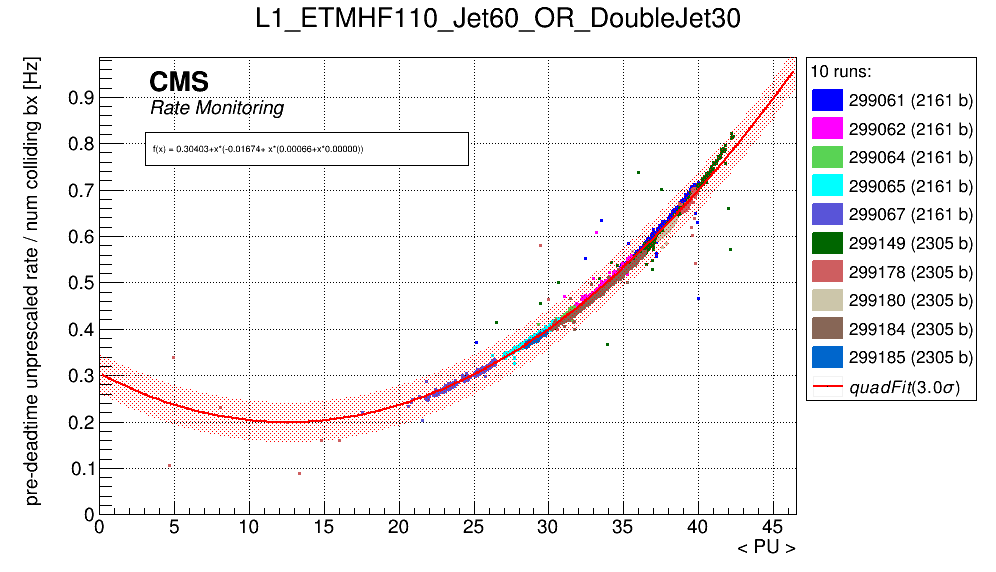 L1_ETMHF110_Jet60_OR_DoubleJet30
pre-deadtime unprescaled rate / num colliding bx [Hz]
CMS
Rate Monitoring
f(x) = 0.30403+x*(-0.01674+ x*(0.00066+x*0.00000))
0.9
0.8
0.7
0.6
0.5
0.4
0.3
0.2
0.1
0
0 5 10 15 20 25 30 35 40 45
< PU >
10 runs:
299061 (2161 b)
299062 (2161 b)
299064 (2161 b)
299065 (2161 b)
299067 (2161 b)
299149 (2305 b)
299178 (2305 b)
299180 (2305 b)
299184 (2305 b)
299185 (2305 b)
quadFit(3.0σ)